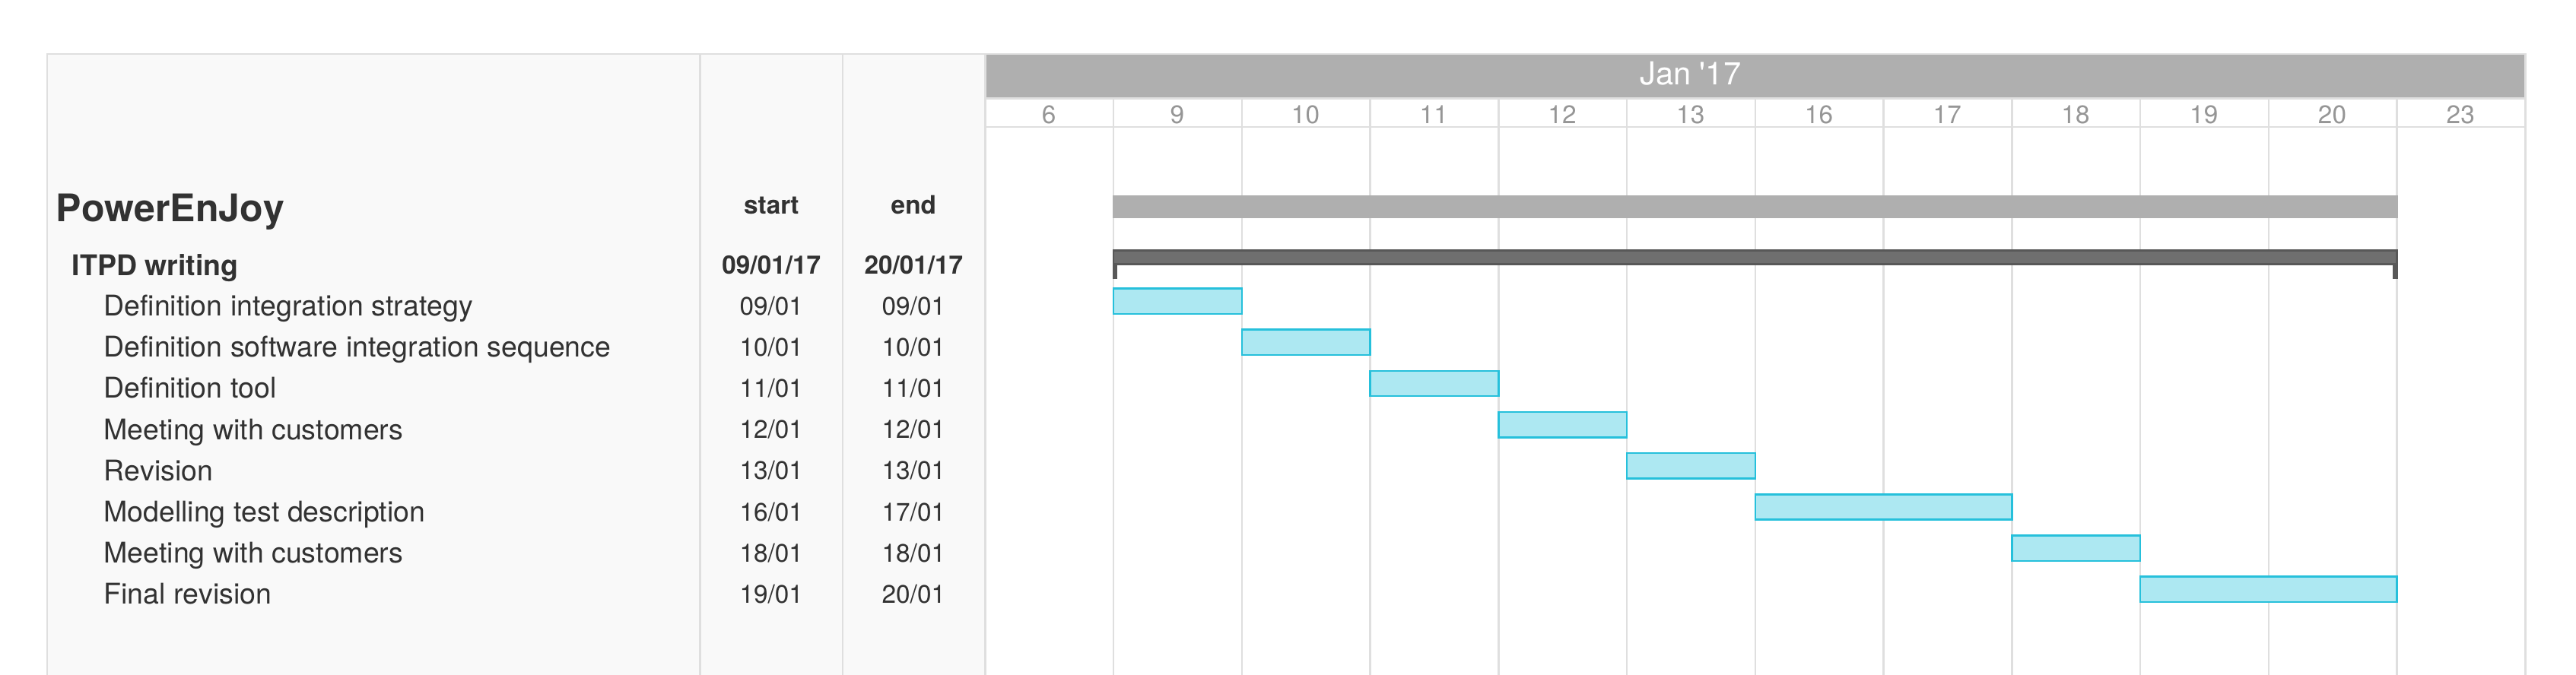 Jan '17
6 9 10 11 12 13 16 17 18 19 20 23
PowerEnJoy start end
ITPD writing 09/01/17 20/01/17
Definition integration strategy 09/01 09/01
Definition software integration sequence 10/01 10/01
Definition tool 11/01 11/01
Meeting with customers 12/01 12/01
Revision 13/01 13/01
Modelling test description 16/01 17/01
Meeting with customers 18/01 18/01
Final revision 19/01 20/01